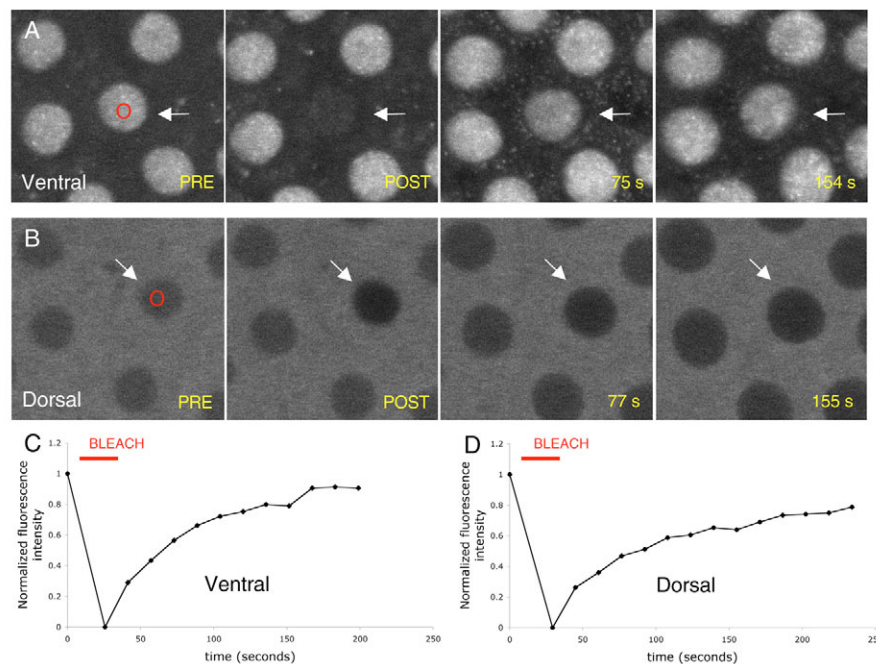 A
Ventral
PRE
POST
75 s
154 s
B
Dorsal
PRE
POST
77 s
155 s
C
BLEACH
Normalized fluorescence
intensity
1.2
1
0.8
0.6
0.4
0.2
0
Ventral
0
50
100
150
200
250
time (seconds)
D
BLEACH
Normalized fluorescence
intensity
1.2
1
0.8
0.6
0.4
0.2
0
Dorsal
0
50
100
150
200
time (seconds)